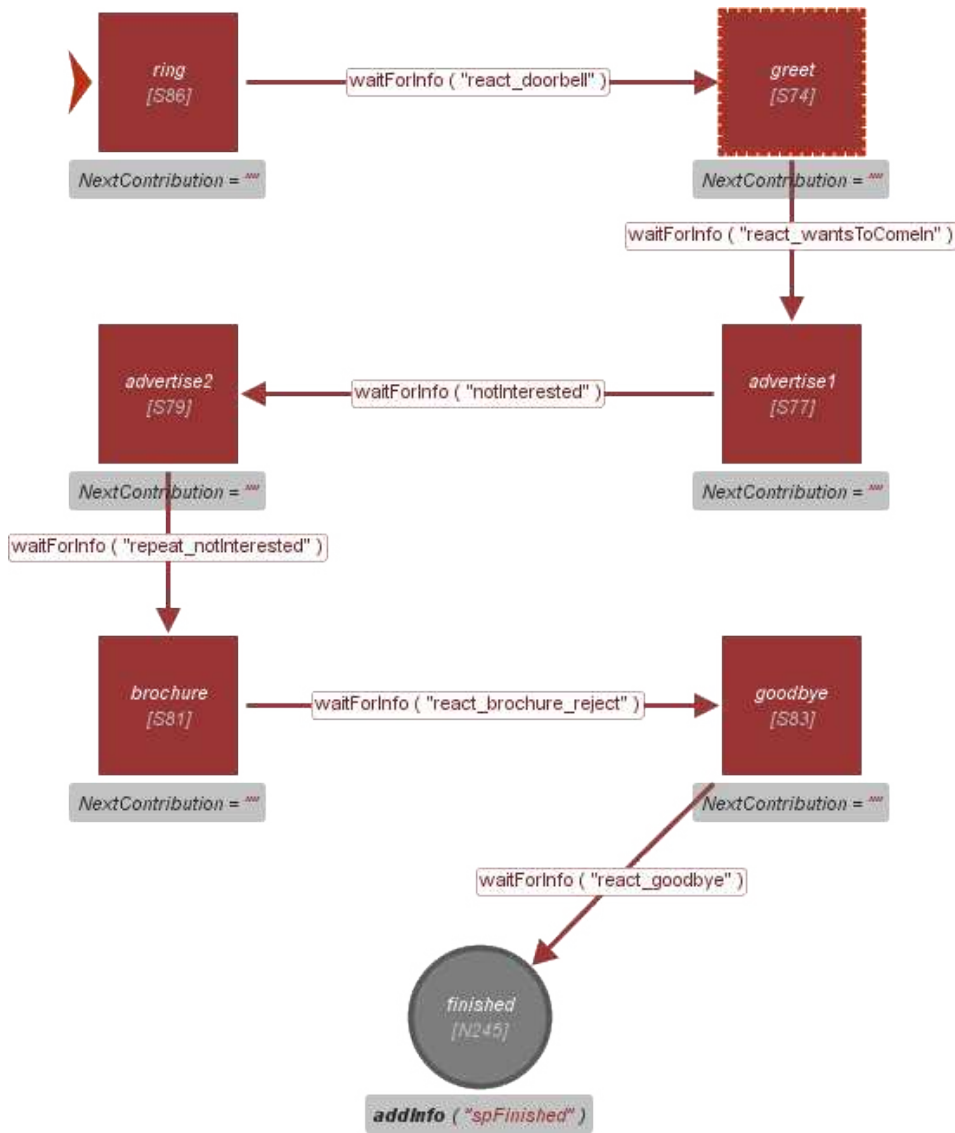 ring
[S86]
waitForInfo ( "react_doorbell" )
greet
[S74]
NextContribution = ""
NextContribution = ""
waitForInfo ( "react_wantsToComeIn" )
advertise2
[S79]
waitForInfo ( "notInterested" )
advertise1
[S77]
NextContribution = ""
NextContribution = ""
waitForInfo ( "repeat_notInterested" )
brochure
[S81]
waitForInfo ( "react_brochure_reject" )
goodbye
[S83]
NextContribution = ""
NextContribution = ""
waitForInfo ( "react_goodbye" )
finished
[N245]
addInfo ( "spFinished" )